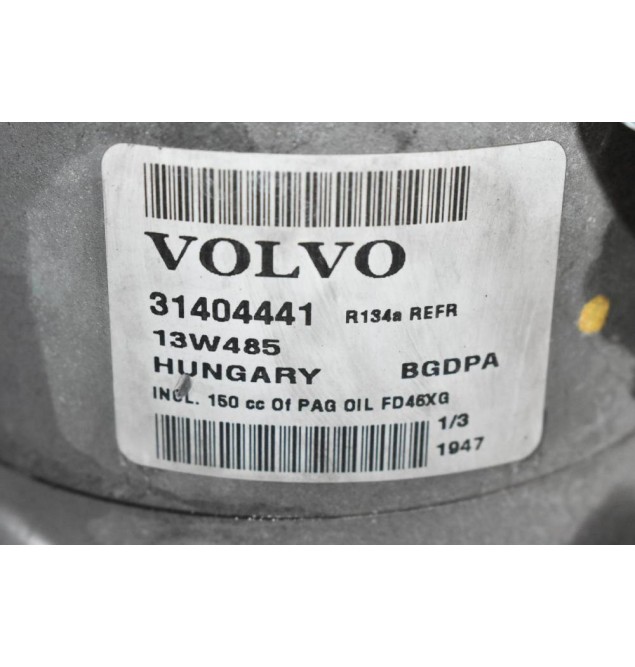 VOLVO
31404441 R134a REFR
13W485
HUNGARY BGDPA
INCL. 150 cc Of PAG OIL FD46XG
1/3
1947